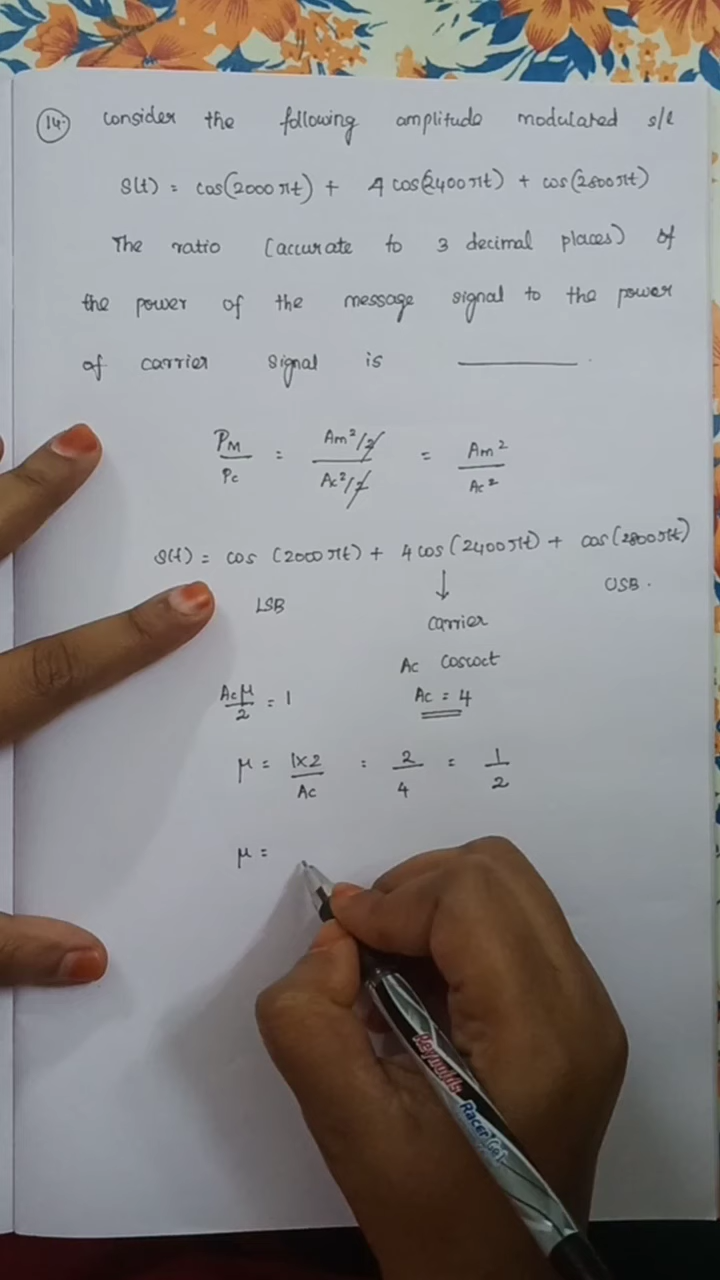 14. Consider the following amplitude modulated s/l
S(t) = cos(2000πt) + 4 cos(2400πt) + cos(2800πt)
The ratio (accurate to 3 decimal places) of
the power of the message signal to the power
of carrier signal is ________.
PM/Pc = (Am²/2)/(Ac²/2) = Am²/Ac²
S(t) = cos (2000πt) + 4 cos (2400πt) + cos (2800πt)
LSB ↓ USB.
carrier
Ac cosωct
Acμ/2 = 1 Ac = 4
μ = 1×2/Ac = 2/4 = 1/2
μ =
Reynolds Racer Gel